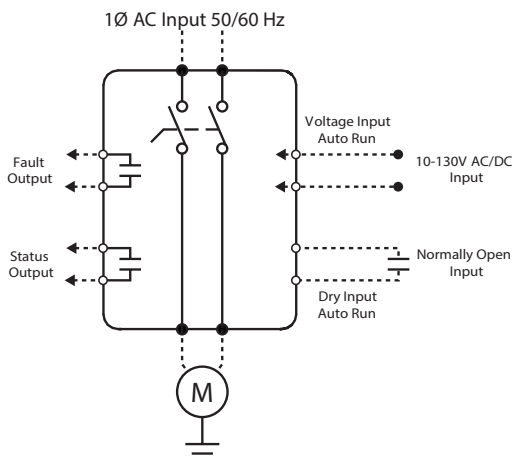 1Ø AC Input 50/60 Hz
Voltage Input
Auto Run
Fault
Output
10-130V AC/DC
Input
Status
Output
Normally Open
Input
Dry Input
Auto Run
M